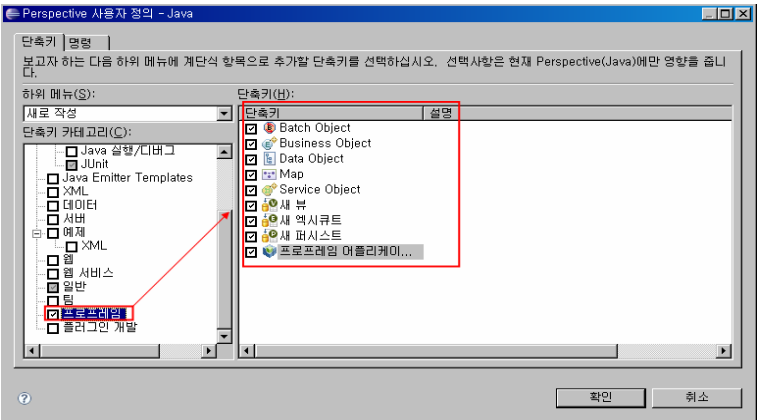 Perspective 사용자 정의 - Java
단축키
명령
보고자 하는 다음 하위 메뉴에 계단식 항목으로 추가할 단축키를 선택하십시오. 선택사항은 현재 Perspective(Java)에만 영향을 줍니
다.
하위 메뉴(S):
새로 작성
단축키 카테고리(C):
Java 실행/디버그
JUnit
Java Emitter Templates
XML
데이터
서버
예제
XML
웹
웹 서비스
일반
팀
프로프레임
플러그인 개발
단축키(H):
단축키 설명
Batch Object
Business Object
Data Object
Map
Service Object
새 뷰
새 엑시큐트
새 퍼시스트
프로프레임 어플리케이...
확인
취소